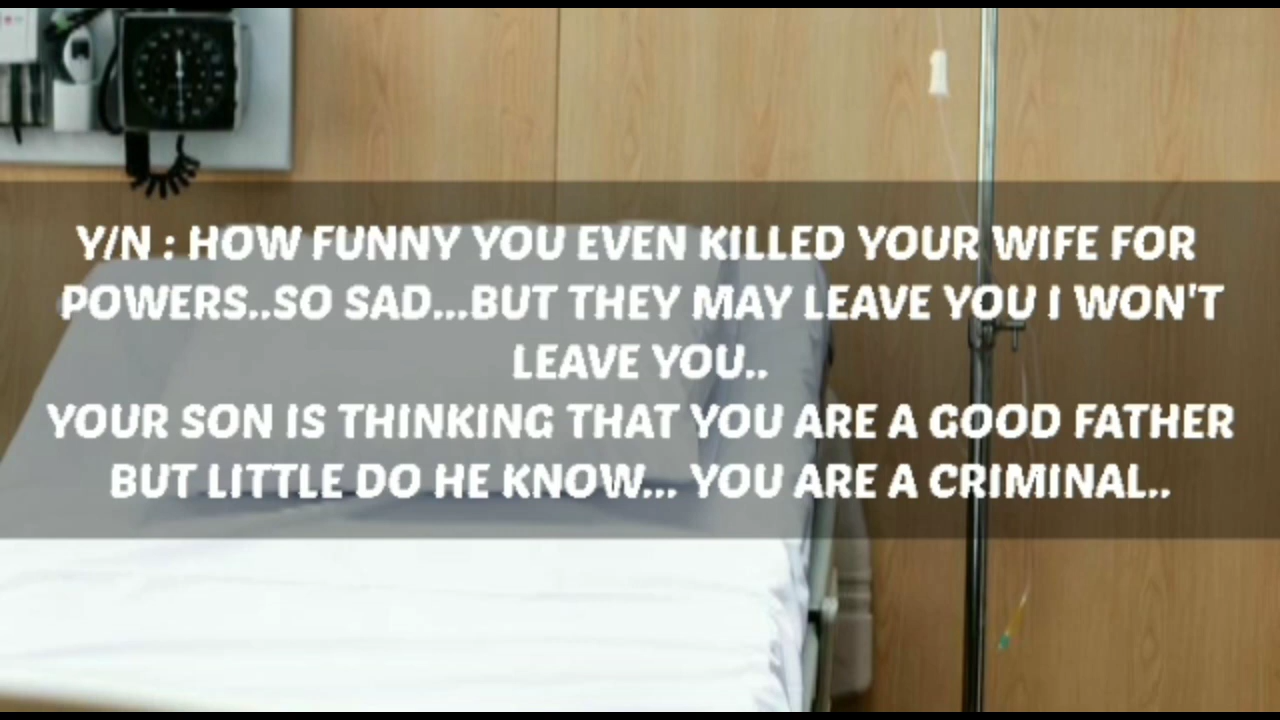 Y/N : HOW FUNNY YOU EVEN KILLED YOUR WIFE FOR
POWERS..SO SAD...BUT THEY MAY LEAVE YOU I WON'T
LEAVE YOU..
YOUR SON IS THINKING THAT YOU ARE A GOOD FATHER
BUT LITTLE DO HE KNOW... YOU ARE A CRIMINAL..